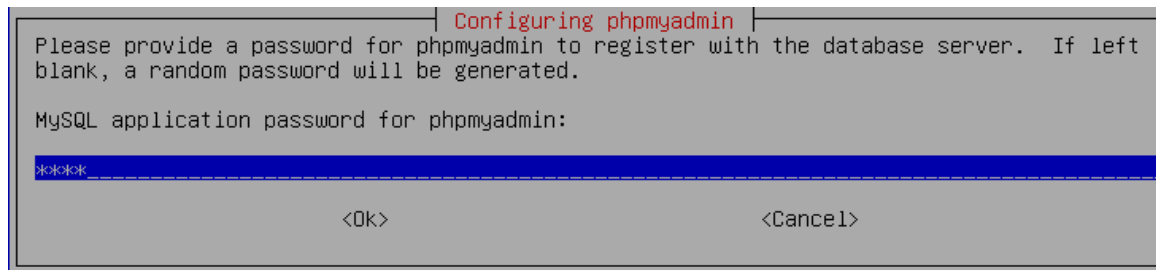 Configuring phpmyadmin
Please provide a password for phpmyadmin to register with the database server.  If left
blank, a random password will be generated.
MySQL application password for phpmyadmin:
****
<Ok> <Cancel>